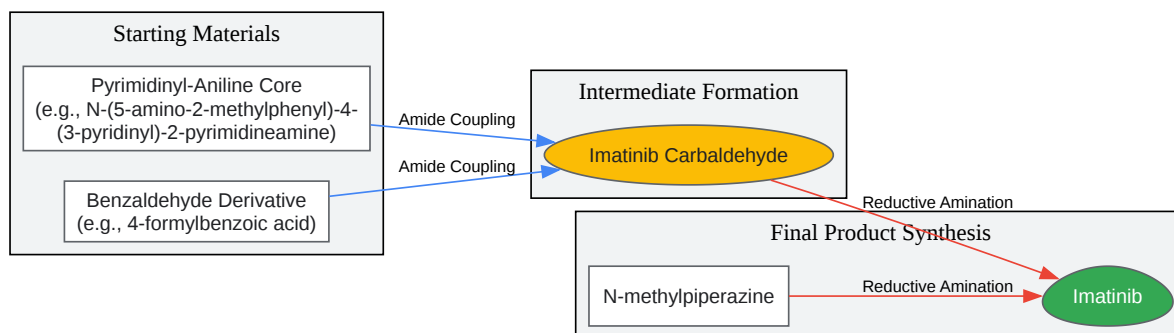 Starting Materials
Pyrimidinyl-Aniline Core
(e.g., N-(5-amino-2-methylphenyl)-4-
(3-pyridinyl)-2-pyrimidineamine)
Benzaldehyde Derivative
(e.g., 4-formylbenzoic acid)
Amide Coupling
Amide Coupling
Intermediate Formation
Imatinib Carbaldehyde
Reductive Amination
Final Product Synthesis
N-methylpiperazine
Reductive Amination
Imatinib